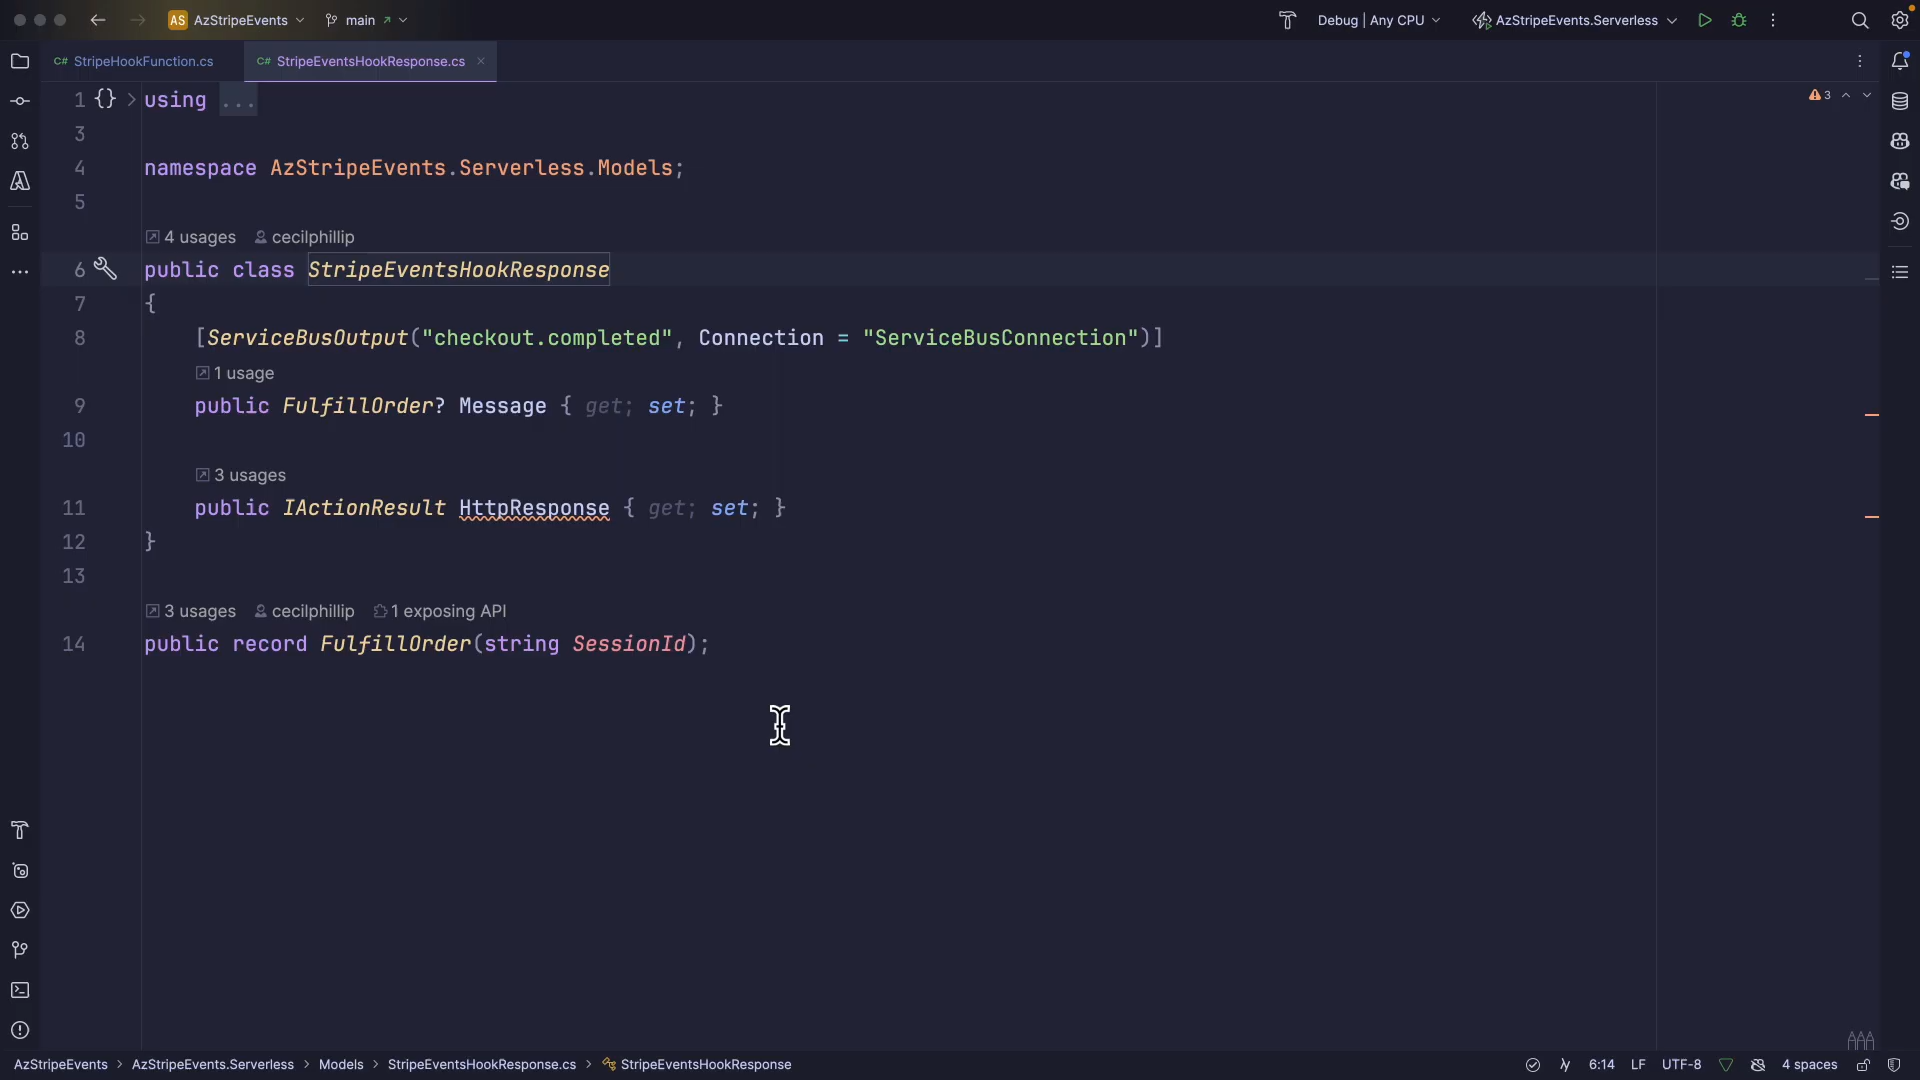 AS AzStripeEvents main Debug | Any CPU AzStripeEvents.Serverless
C# StripeHookFunction.cs C# StripeEventsHookResponse.cs ×
1 {} > using ... 3
3
4 namespace AzStripeEvents.Serverless.Models;
5
4 usages cecilphillip
6 public class StripeEventsHookResponse
7 {
8 [ServiceBusOutput("checkout.completed", Connection = "ServiceBusConnection")]
1 usage
9 public FulfillOrder? Message { get; set; }
10
3 usages
11 public IActionResult HttpResponse { get; set; }
12 }
13
3 usages cecilphillip 1 exposing API
14 public record FulfillOrder(string SessionId);
AzStripeEvents > AzStripeEvents.Serverless > Models > StripeEventsHookResponse.cs > StripeEventsHookResponse 6:14 LF UTF-8 4 spaces